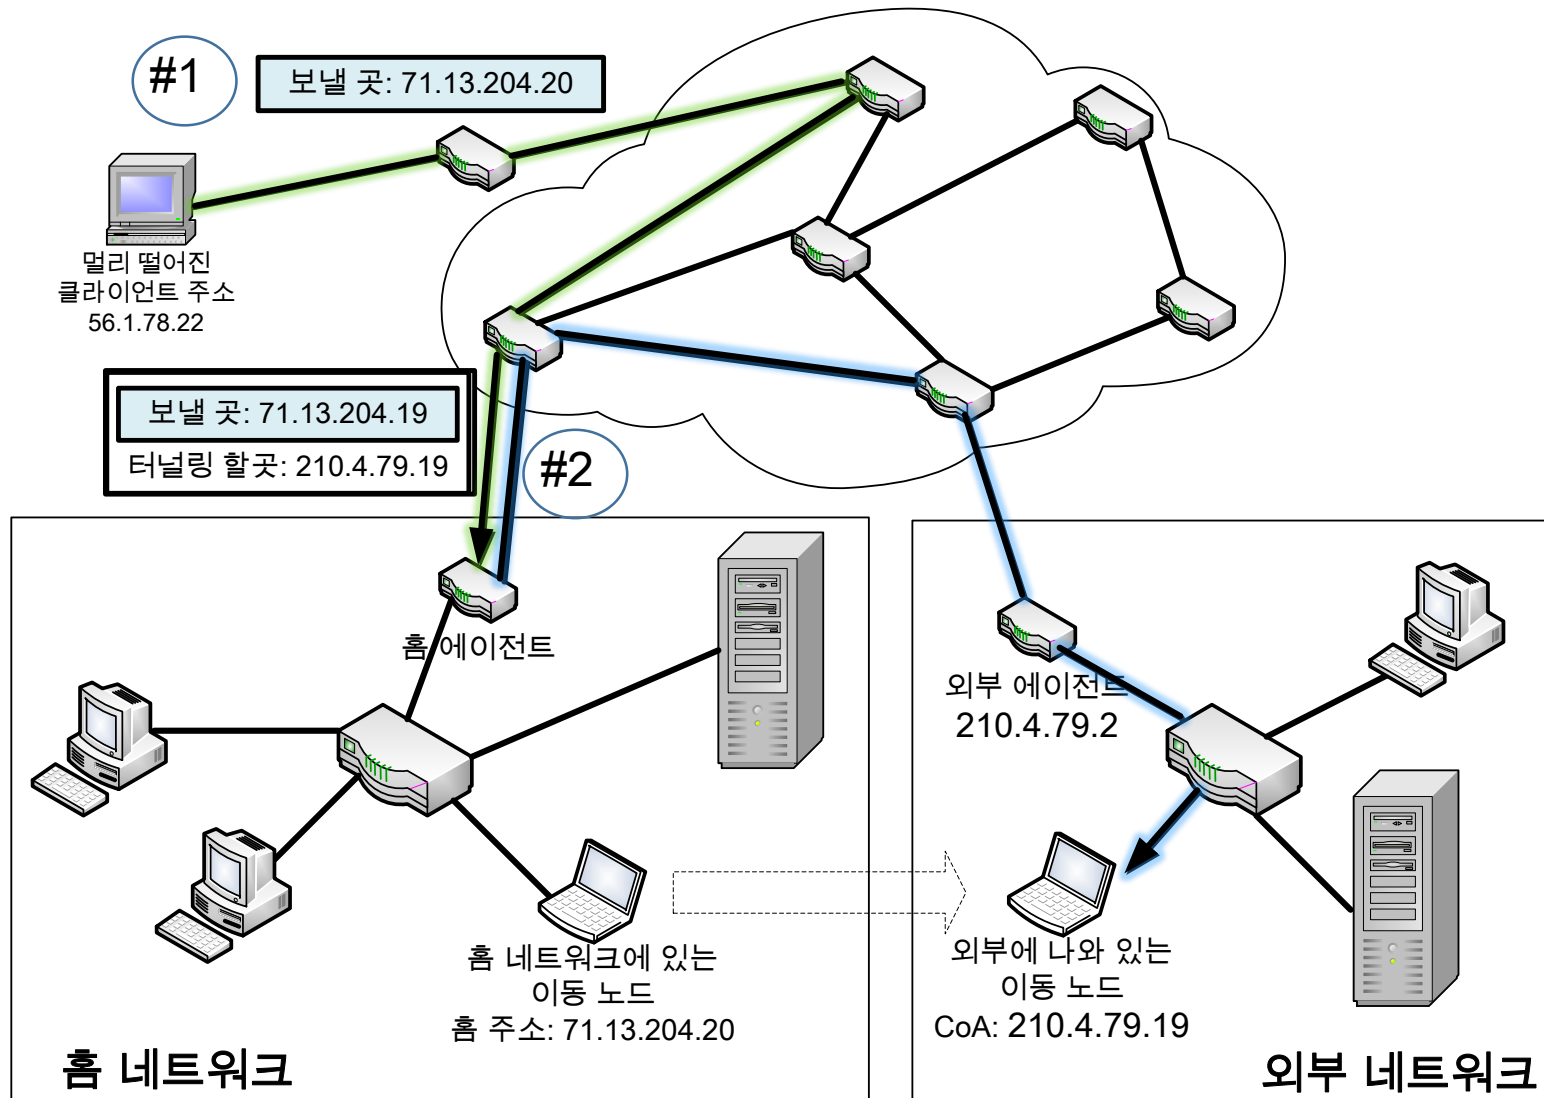 #1
보낼 곳: 71.13.204.20
멀리 떨어진
클라이언트 주소
56.1.78.22
보낼 곳: 71.13.204.19
터널링 할곳: 210.4.79.19
#2
홈 에이전트
외부 에이전트
210.4.79.2
홈 네트워크에 있는
이동 노드
홈 주소: 71.13.204.20
외부에 나와 있는
이동 노드
CoA: 210.4.79.19
홈 네트워크
외부 네트워크